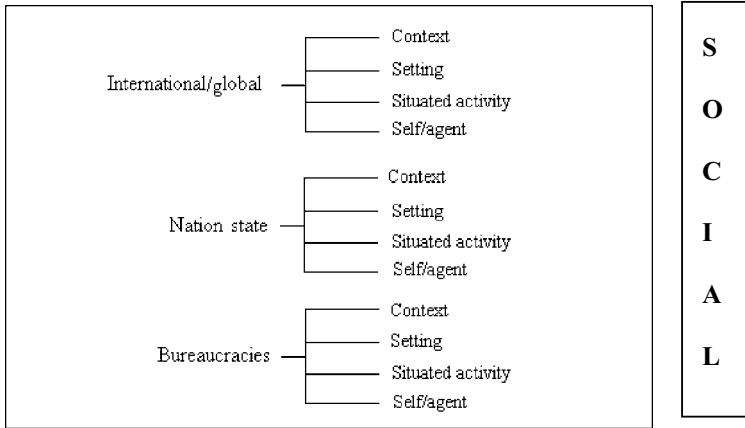 Context
International/global
Setting
Situated activity
Self/agent
Context
Nation state
Setting
Situated activity
Self/agent
Context
Bureaucracies
Setting
Situated activity
Self/agent
S
O
C
I
A
L